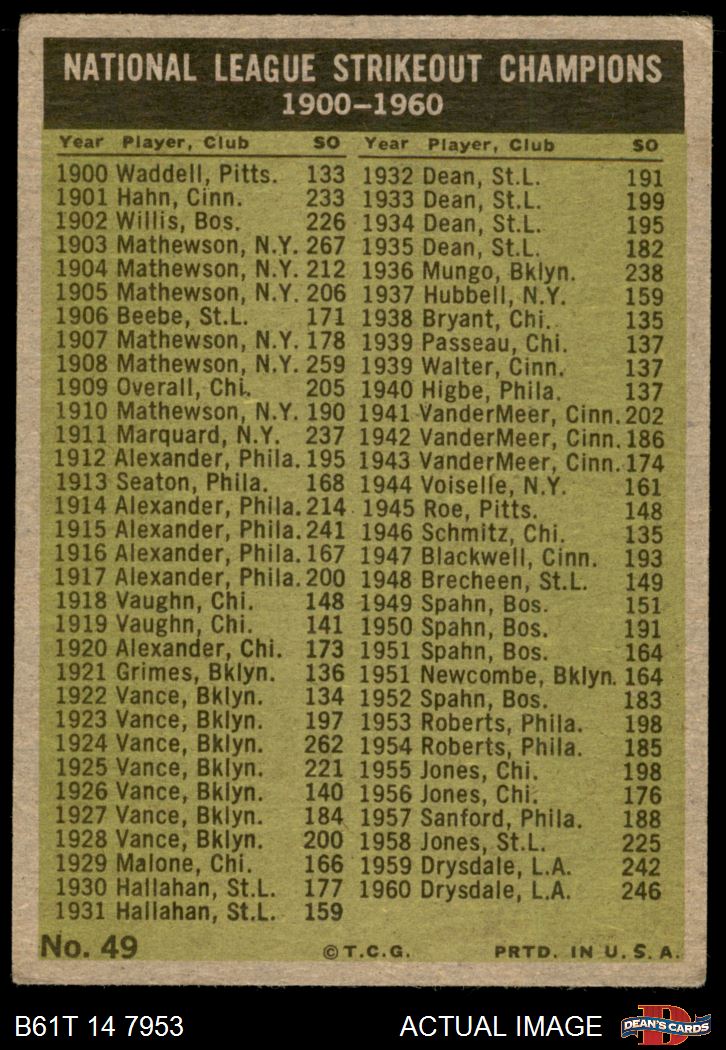 NATIONAL LEAGUE STRIKEOUT CHAMPIONS
1900–1960
Year Player, Club SO
1900 Waddell, Pitts. 133
1901 Hahn, Cinn. 233
1902 Willis, Bos. 226
1903 Mathewson, N.Y. 267
1904 Mathewson, N.Y. 212
1905 Mathewson, N.Y. 206
1906 Beebe, St.L. 171
1907 Mathewson, N.Y. 178
1908 Mathewson, N.Y. 259
1909 Overall, Chi. 205
1910 Mathewson, N.Y. 190
1911 Marquard, N.Y. 237
1912 Alexander, Phila. 195
1913 Seaton, Phila. 168
1914 Alexander, Phila. 214
1915 Alexander, Phila. 241
1916 Alexander, Phila. 167
1917 Alexander, Phila. 200
1918 Vaughn, Chi. 148
1919 Vaughn, Chi. 141
1920 Alexander, Chi. 173
1921 Grimes, Bklyn. 136
1922 Vance, Bklyn. 134
1923 Vance, Bklyn. 197
1924 Vance, Bklyn. 262
1925 Vance, Bklyn. 221
1926 Vance, Bklyn. 140
1927 Vance, Bklyn. 184
1928 Vance, Bklyn. 200
1929 Malone, Chi. 166
1930 Hallahan, St.L. 177
1931 Hallahan, St.L. 159
Year Player, Club SO
1932 Dean, St.L. 191
1933 Dean, St.L. 199
1934 Dean, St.L. 195
1935 Dean, St.L. 182
1936 Mungo, Bklyn. 238
1937 Hubbell, N.Y. 159
1938 Bryant, Chi. 135
1939 Passeau, Chi. 137
1939 Walter, Cinn. 137
1940 Higbe, Phila. 137
1941 VanderMeer, Cinn. 202
1942 VanderMeer, Cinn. 186
1943 VanderMeer, Cinn. 174
1944 Voiselle, N.Y. 161
1945 Roe, Pitts. 148
1946 Schmitz, Chi. 135
1947 Blackwell, Cinn. 193
1948 Brecheen, St.L. 149
1949 Spahn, Bos. 151
1950 Spahn, Bos. 191
1951 Spahn, Bos. 164
1951 Newcombe, Bklyn. 164
1952 Spahn, Bos. 183
1953 Roberts, Phila. 198
1954 Roberts, Phila. 185
1955 Jones, Chi. 198
1956 Jones, Chi. 176
1957 Sanford, Phila. 188
1958 Jones, St.L. 225
1959 Drysdale, L.A. 242
1960 Drysdale, L.A. 246
No. 49 ©T.C.G. PRTD. IN U.S.A.
B61T 14 7953 ACTUAL IMAGE D DEAN'S CARDS